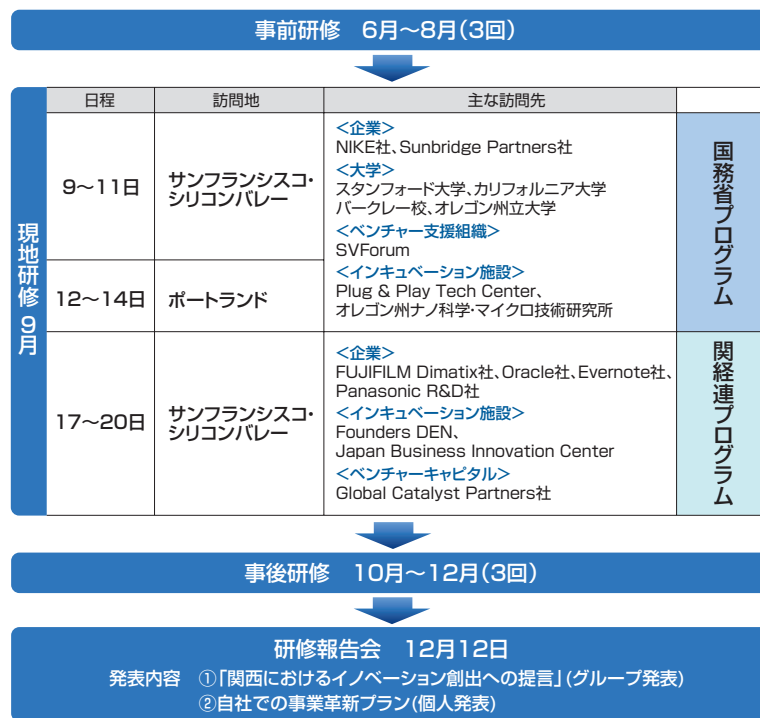 事前研修 6月～8月(3回)
現地研修 9月
日程 訪問地 主な訪問先
9～11日
サンフランシスコ・
シリコンバレー
12～14日
ポートランド
<企業>
NIKE社、Sunbridge Partners社
<大学>
スタンフォード大学、カリフォルニア大学
バークレー校、オレゴン州立大学
<ベンチャー支援組織>
SVForum
<インキュベーション施設>
Plug & Play Tech Center、
オレゴン州ナノ科学・マイクロ技術研究所
国務省プログラム
17～20日
サンフランシスコ・
シリコンバレー
<企業>
FUJIFILM Dimatix社、Oracle社、Evernote社、
Panasonic R&D社
<インキュベーション施設>
Founders DEN、
Japan Business Innovation Center
<ベンチャーキャピタル>
Global Catalyst Partners社
関経連プログラム
事後研修 10月～12月(3回)
研修報告会 12月12日
発表内容 ①「関西におけるイノベーション創出への提言」(グループ発表)
②自社での事業革新プラン(個人発表)